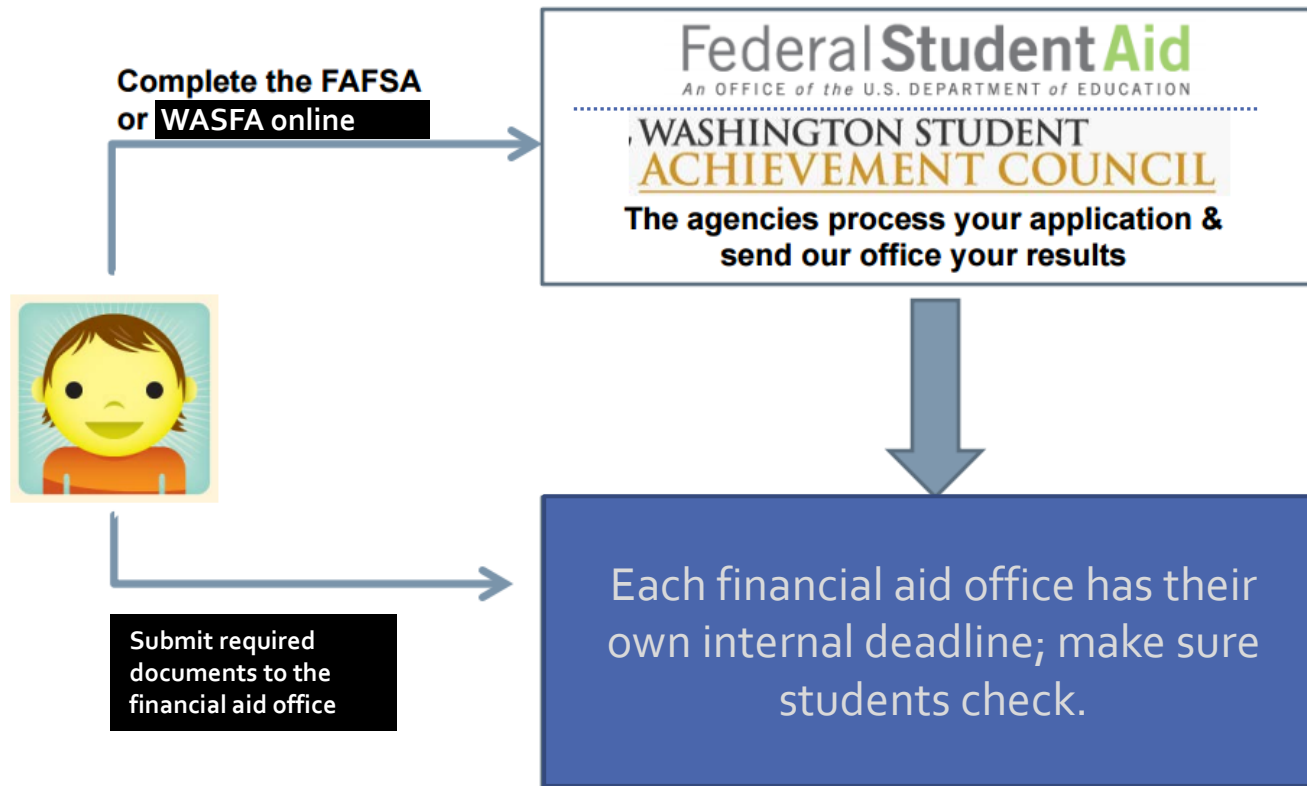 Complete the FAFSA
or WASFA online
Federal Student Aid
An OFFICE of the U.S. DEPARTMENT of EDUCATION
WASHINGTON STUDENT
ACHIEVEMENT COUNCIL
The agencies process your application &
send our office your results
Submit required
documents to the
financial aid office
Each financial aid office has their
own internal deadline; make sure
students check.